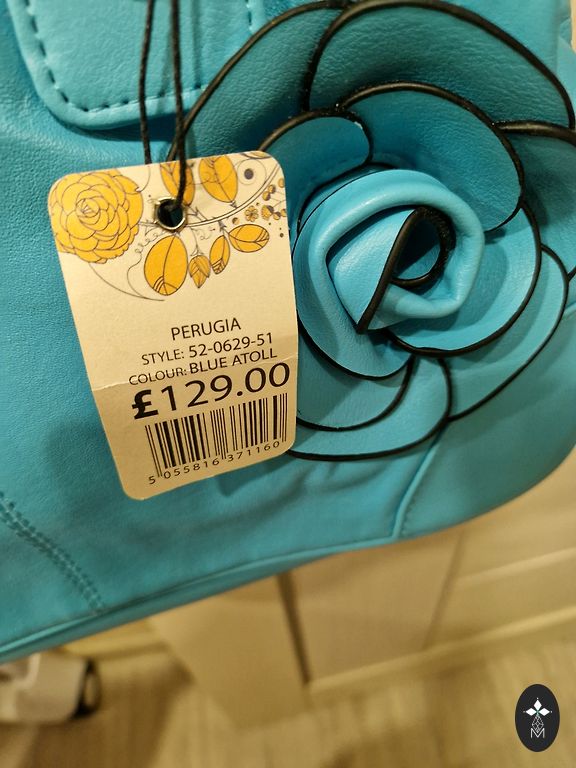 PERUGIA
STYLE: 52-0629-51
COLOUR: BLUE ATOLL
£129.00
5 055816 371160
M